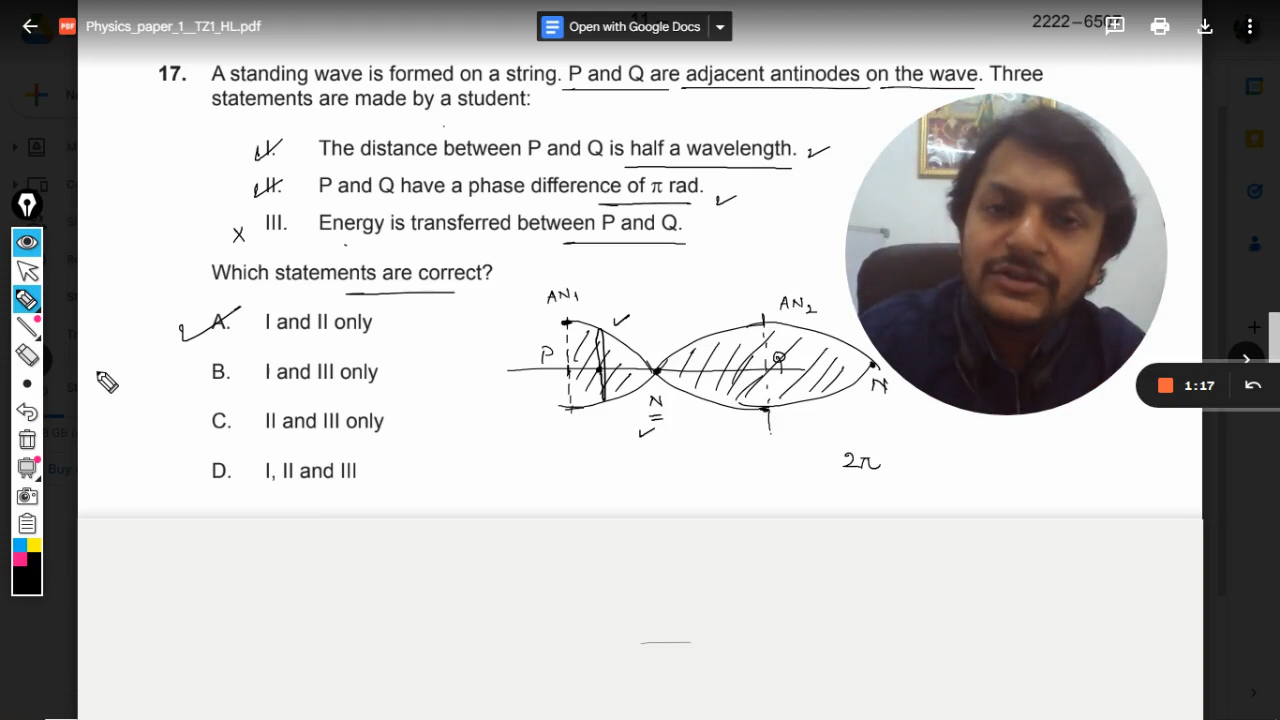 Physics_paper_1__TZ1_HL.pdf
Open with Google Docs
PDF
17. A standing wave is formed on a string. P and Q are adjacent antinodes on the wave. Three
statements are made by a student:
I. The distance between P and Q is half a wavelength.
II. P and Q have a phase difference of π rad.
III. Energy is transferred between P and Q.
X
Which statements are correct?
A. I and II only
B. I and III only
C. II and III only
D. I, II and III
AN1
AN2
P
Q
N
N
2π
1:17